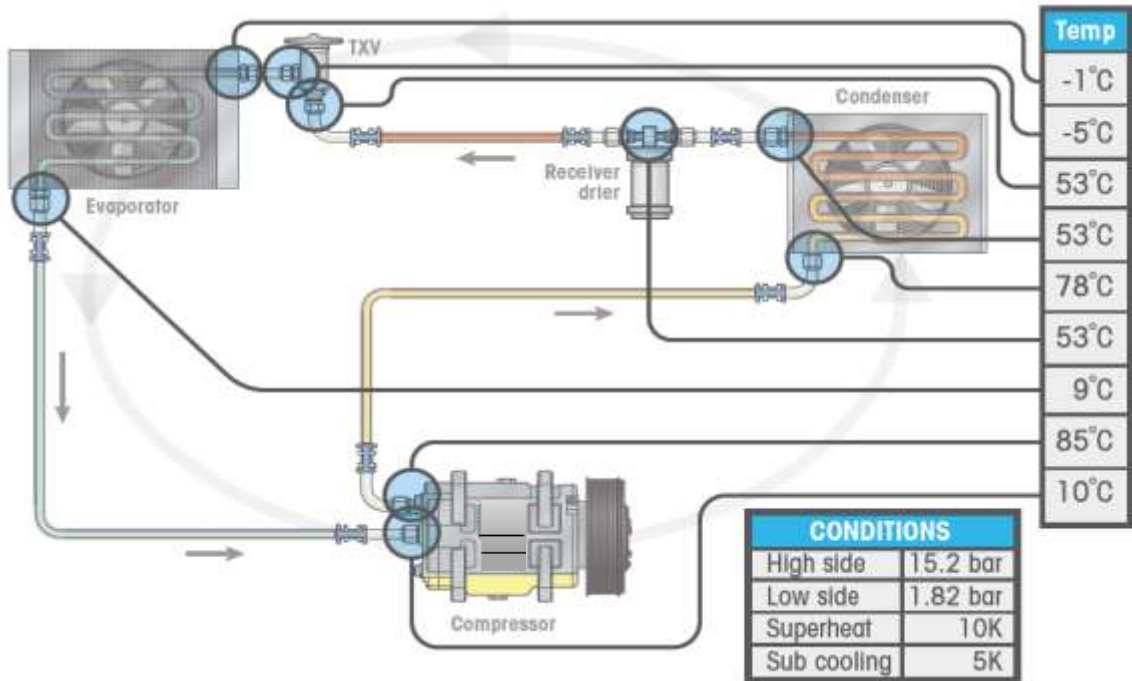 TXV
Temp
-1°C
Condenser
-5°C
Receiver
drier
53°C
Evaporator
53°C
78°C
53°C
9°C
85°C
10°C
CONDITIONS
High side 15.2 bar
Low side 1.82 bar
Superheat 10K
Sub cooling 5K
Compressor